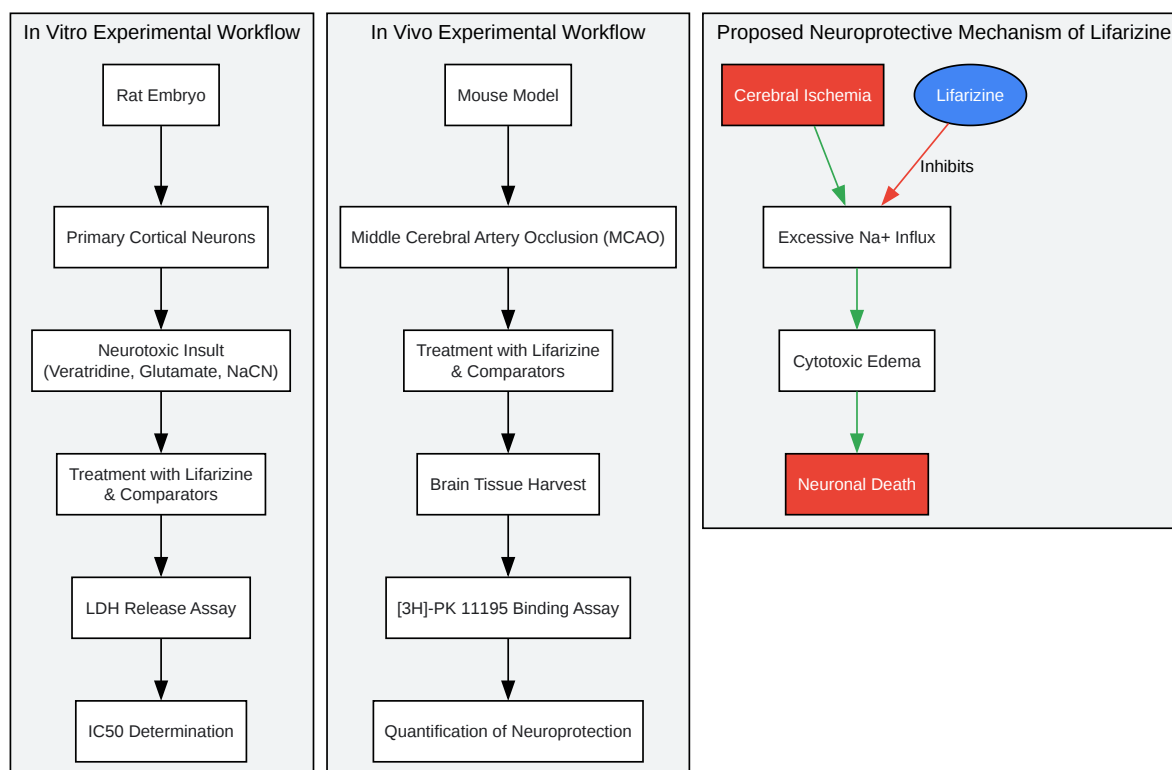 In Vitro Experimental Workflow
Rat Embryo
Primary Cortical Neurons
Neurotoxic Insult
(Veratridine, Glutamate, NaCN)
Treatment with Lifarizine
& Comparators
LDH Release Assay
IC50 Determination
In Vivo Experimental Workflow
Mouse Model
Middle Cerebral Artery Occlusion (MCAO)
Treatment with Lifarizine
& Comparators
Brain Tissue Harvest
[3H]-PK 11195 Binding Assay
Quantification of Neuroprotection
Proposed Neuroprotective Mechanism of Lifarizine
Cerebral Ischemia
Lifarizine
Inhibits
Excessive Na+ Influx
Cytotoxic Edema
Neuronal Death